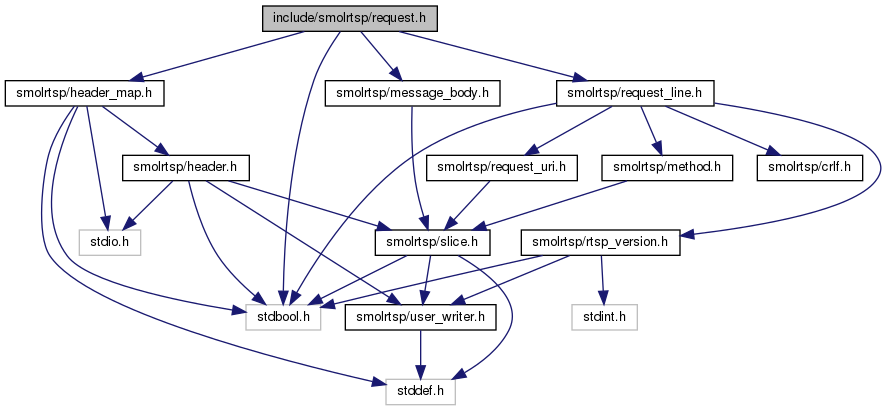 include/smolrtsp/request.h
smolrtsp/header_map.h
smolrtsp/message_body.h
smolrtsp/request_line.h
smolrtsp/header.h
smolrtsp/request_uri.h
smolrtsp/method.h
smolrtsp/crlf.h
stdio.h
smolrtsp/slice.h
smolrtsp/rtsp_version.h
stdbool.h
smolrtsp/user_writer.h
stdint.h
stddef.h